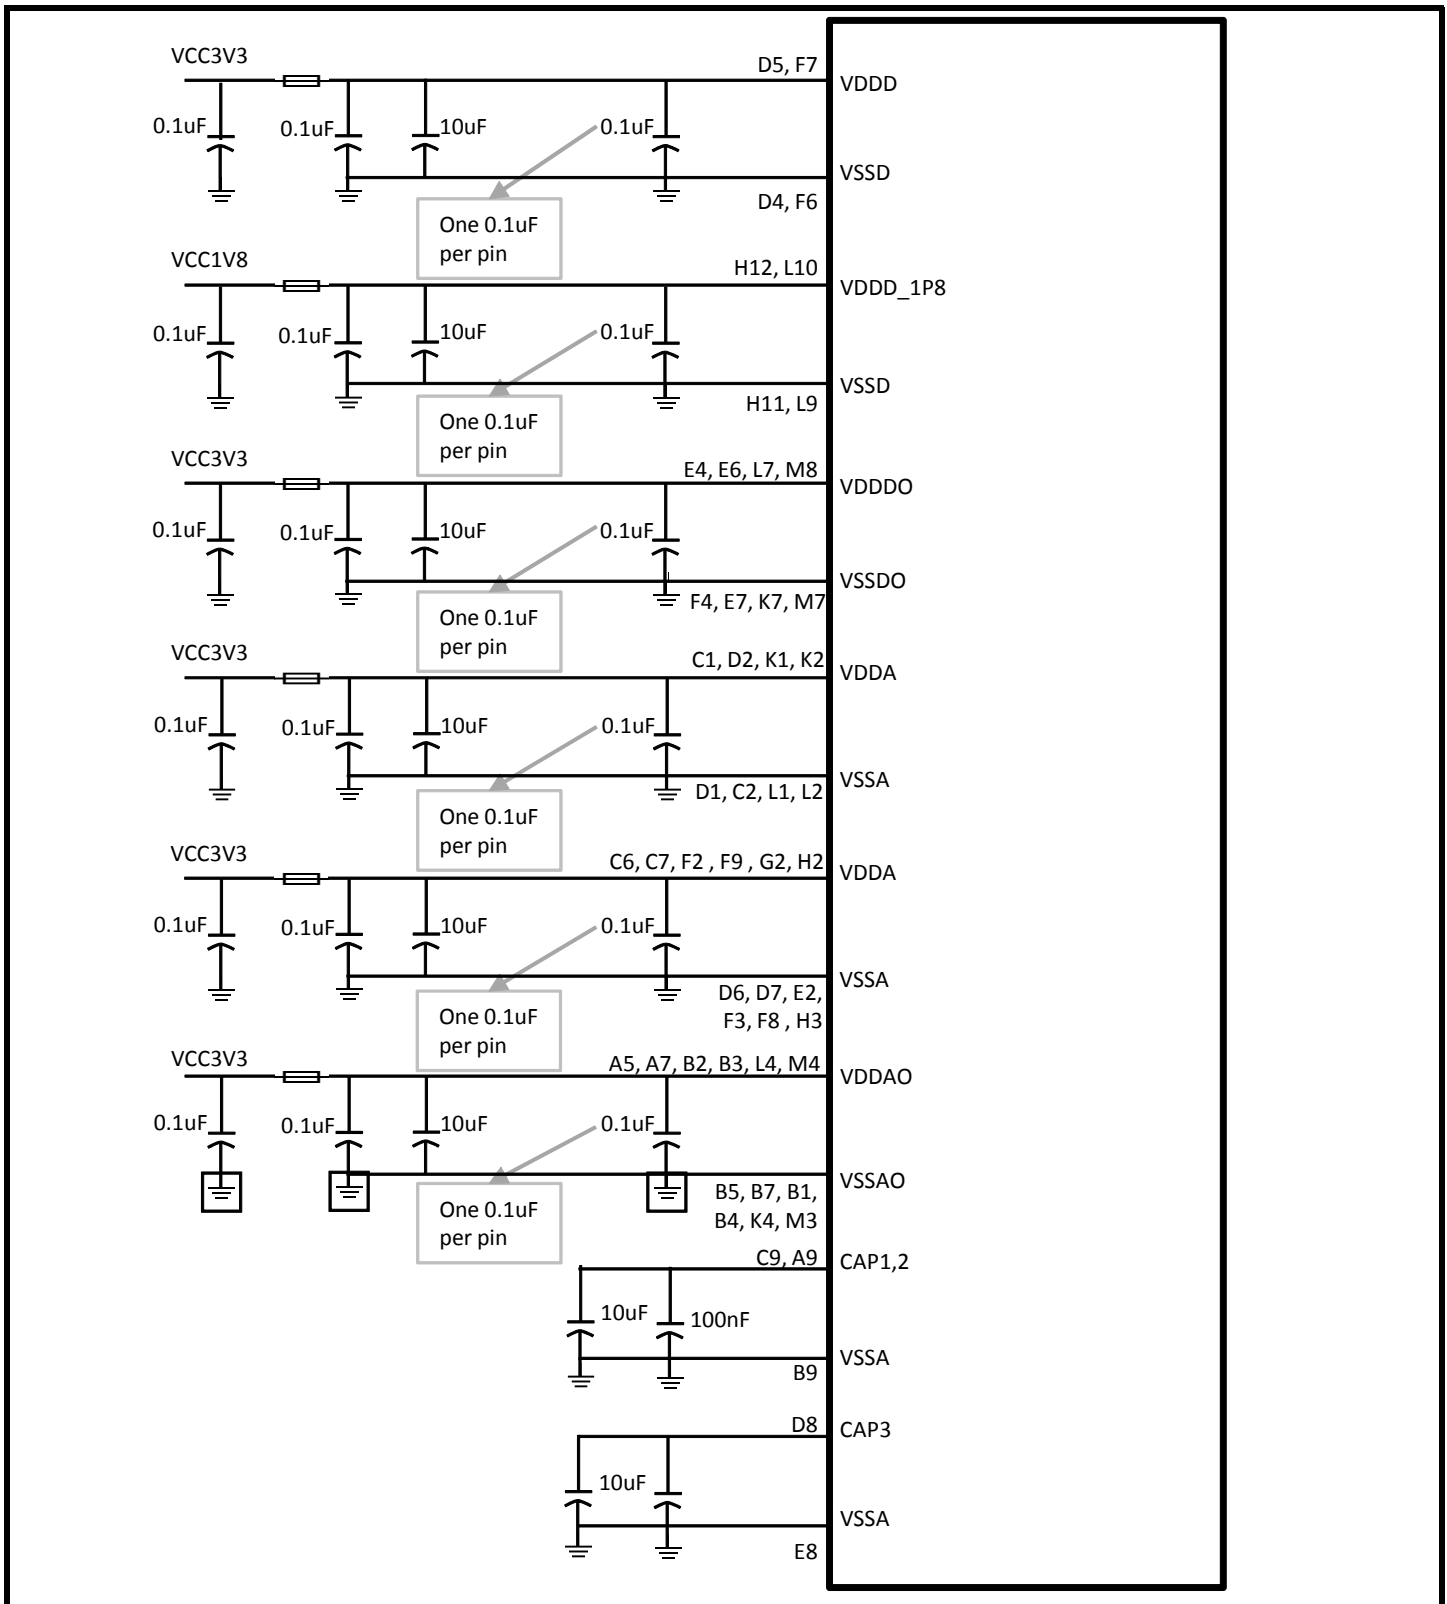 VCC3V3
D5, F7
VDDD
0.1uF
0.1uF
10uF
0.1uF
VSSD
D4, F6
One 0.1uF
per pin
VCC1V8
H12, L10
VDDD_1P8
0.1uF
0.1uF
10uF
0.1uF
VSSD
H11, L9
One 0.1uF
per pin
VCC3V3
E4, E6, L7, M8
VDDDO
0.1uF
0.1uF
10uF
0.1uF
VSSDO
F4, E7, K7, M7
One 0.1uF
per pin
VCC3V3
C1, D2, K1, K2
VDDA
0.1uF
0.1uF
10uF
0.1uF
VSSA
D1, C2, L1, L2
One 0.1uF
per pin
VCC3V3
C6, C7, F2 , F9 , G2, H2
VDDA
0.1uF
0.1uF
10uF
0.1uF
VSSA
D6, D7, E2,
F3, F8 , H3
One 0.1uF
per pin
VCC3V3
A5, A7, B2, B3, L4, M4
VDDAO
0.1uF
0.1uF
10uF
0.1uF
VSSAO
B5, B7, B1,
B4, K4, M3
One 0.1uF
per pin
C9, A9
CAP1,2
10uF
100nF
VSSA
B9
D8
CAP3
10uF
VSSA
E8